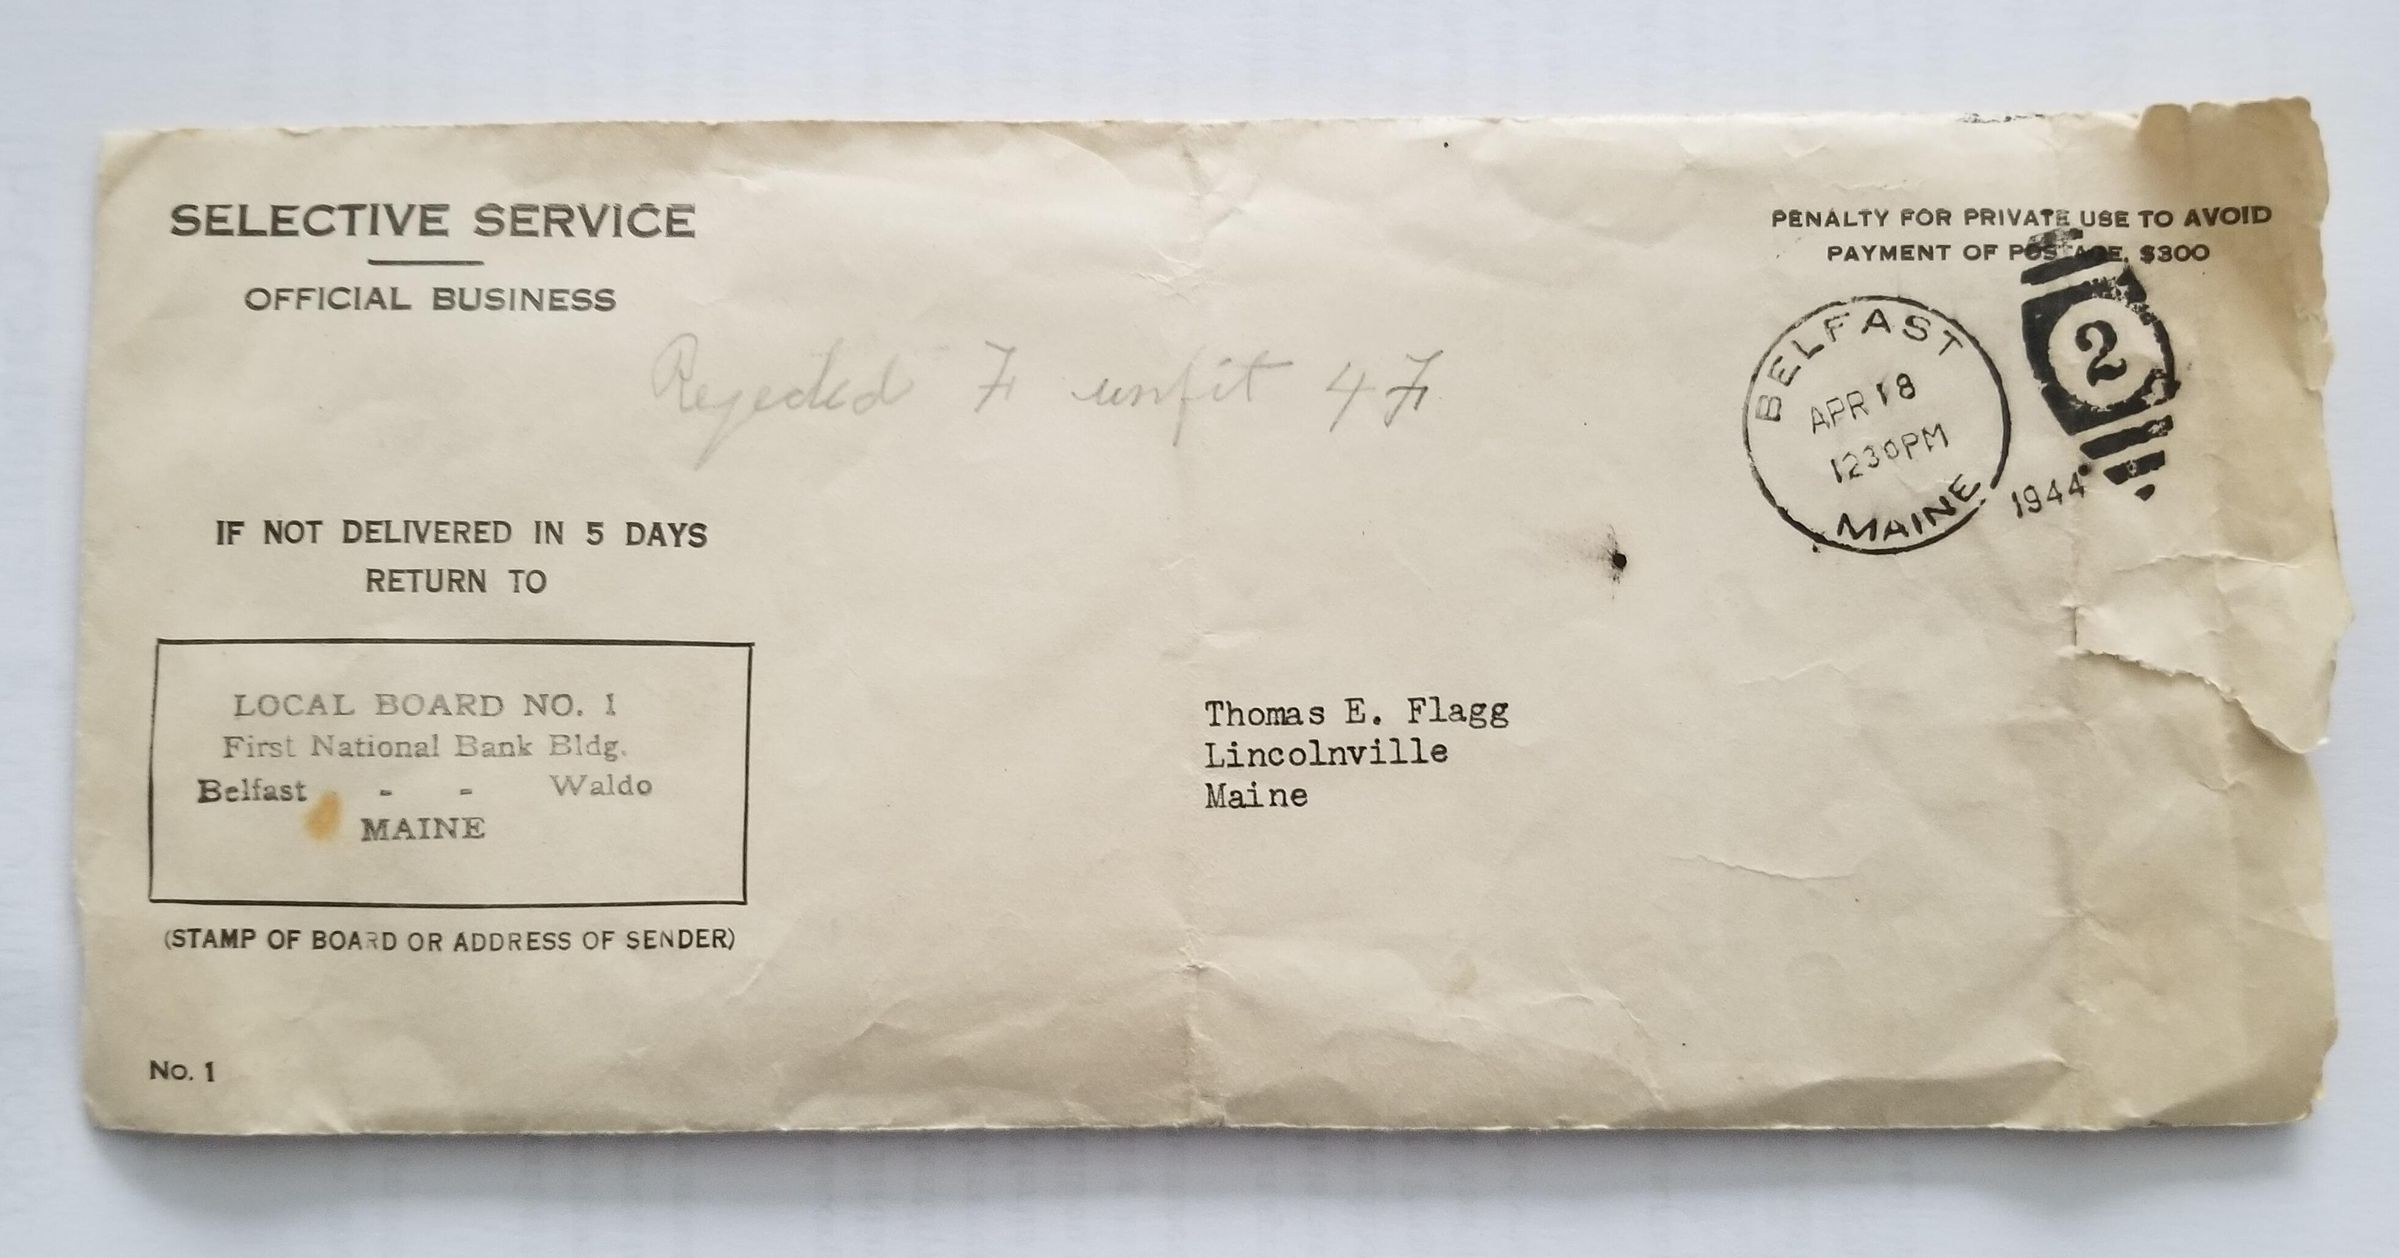 SELECTIVE SERVICE
OFFICIAL BUSINESS
PENALTY FOR PRIVATE USE TO AVOID
PAYMENT OF POSTAGE, $300
Rejected F unfit 4F
BELFAST
APR 18
1230PM
MAINE
1944
2
IF NOT DELIVERED IN 5 DAYS
RETURN TO
LOCAL BOARD NO. 1
First National Bank Bldg.
Belfast - - Waldo
MAINE
(STAMP OF BOARD OR ADDRESS OF SENDER)
Thomas E. Flagg
Lincolnville
Maine
No. 1